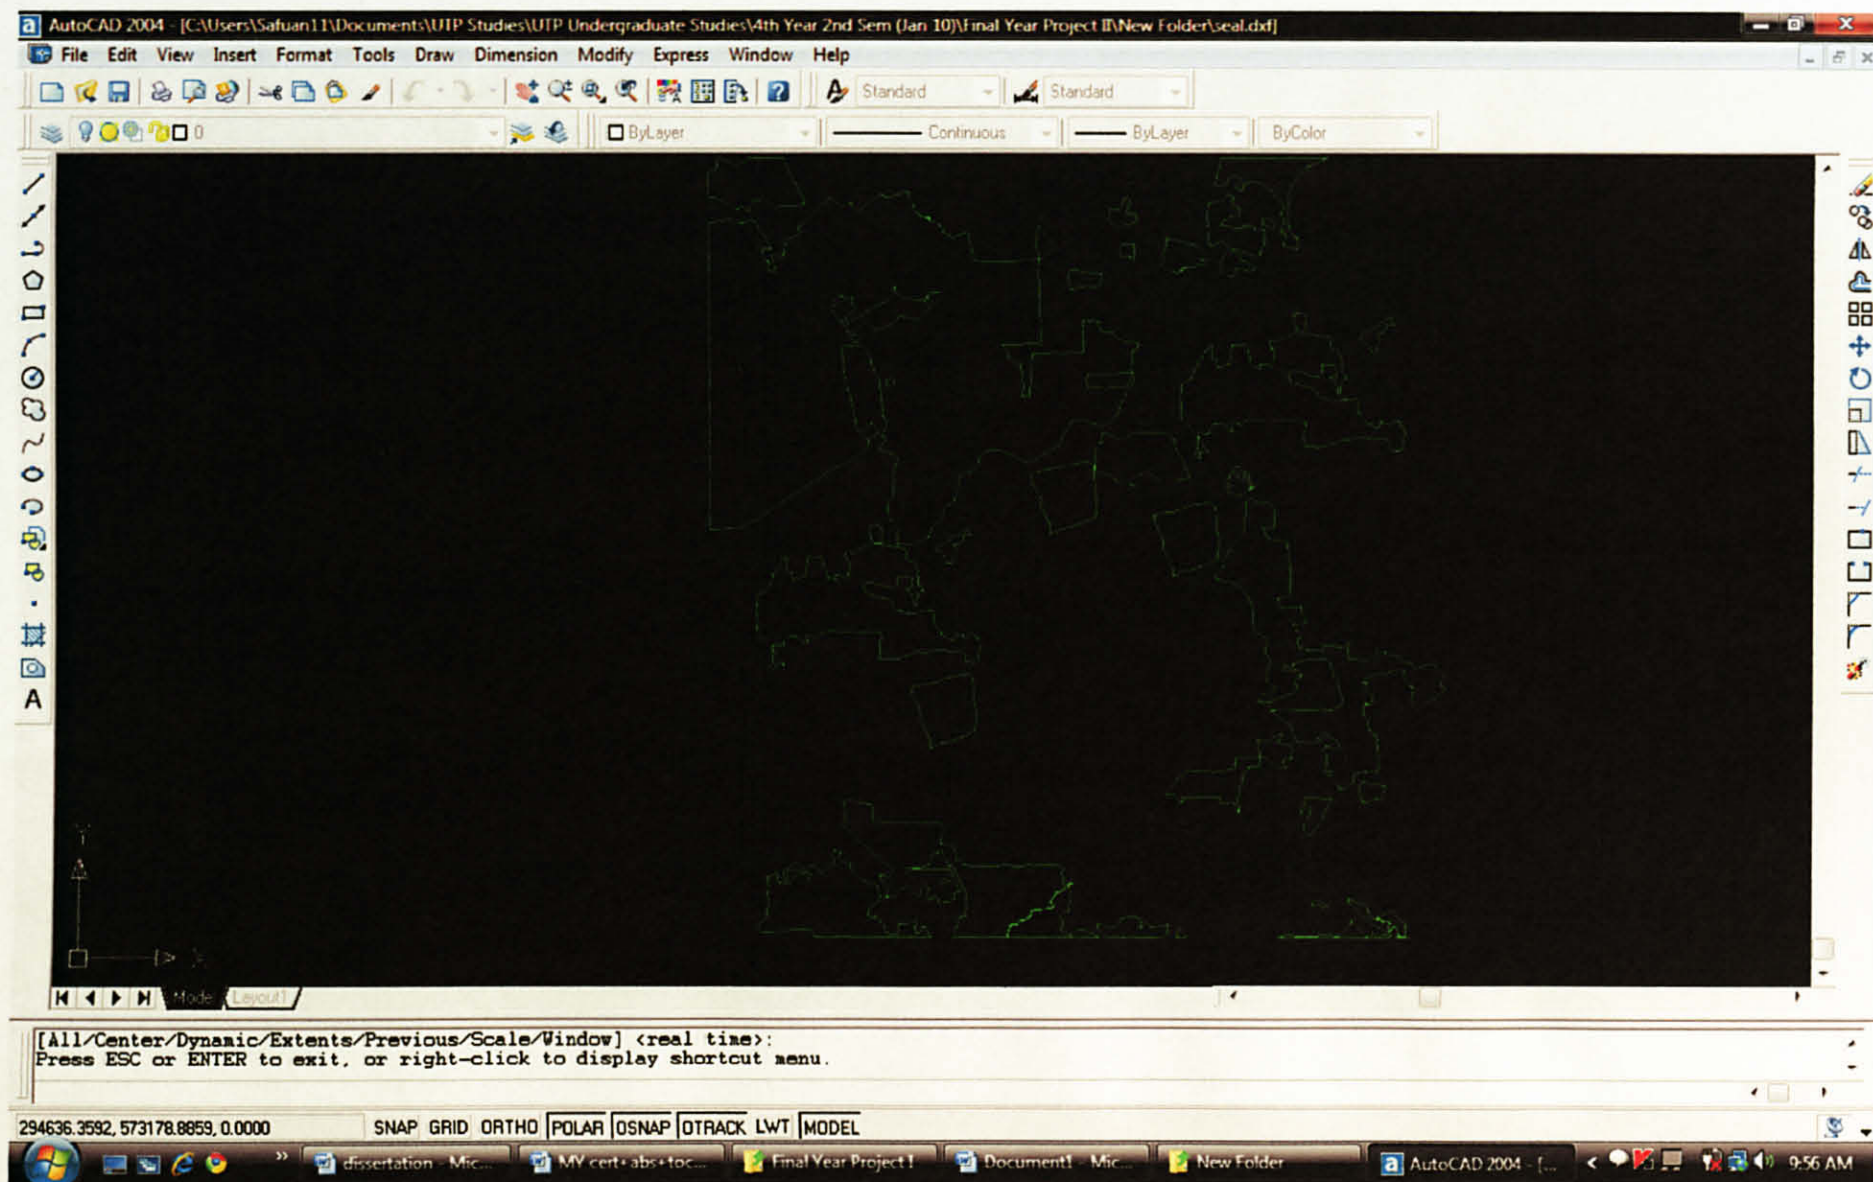 AutoCAD 2004 - [C:\Users\Safuan11\Documents\UTP Studies\UTP Undergraduate Studies\4th Year 2nd Sem (Jan 10)\Final Year Project II\New Folder\seal.dxf]
File Edit View Insert Format Tools Draw Dimension Modify Express Window Help
Standard Standard
0 ByLayer Continuous ByLayer ByColor
A
Y
X
Model Layout1
[All/Center/Dynamic/Extents/Previous/Scale/Window] <real time>:
Press ESC or ENTER to exit, or right-click to display shortcut menu.
294636.3592, 573178.8859, 0.0000 SNAP GRID ORTHO POLAR OSNAP OTRACK LWT MODEL
dissertation - Mic... MY cert+abs+toc... Final Year Project I Document1 - Mic... New Folder AutoCAD 2004 - [... 9:56 AM